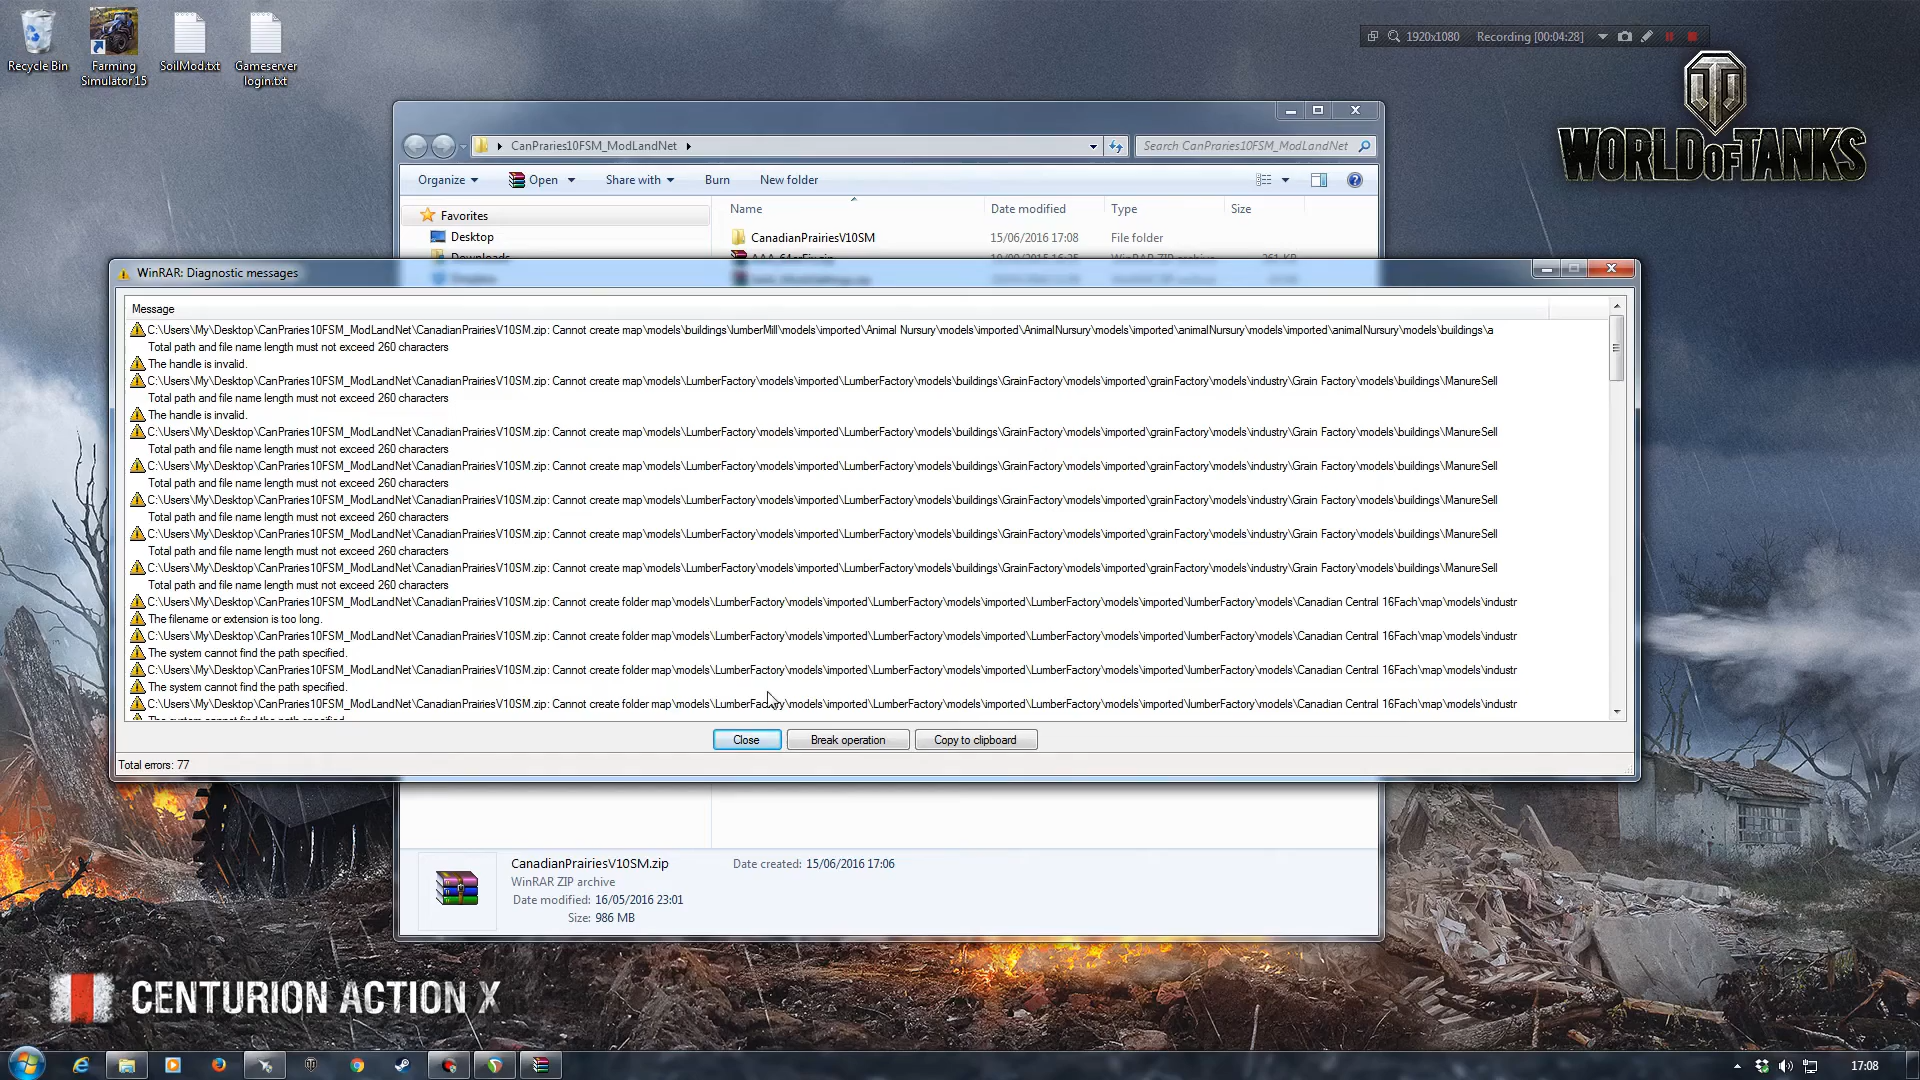 Recycle Bin
Farming
Simulator 15
SoilMod.txt
Gameserver
login.txt
1920x1080
Recording [00:04:28]
WORLD OF TANKS
CanPraries10FSM_ModLandNet
Search CanPraries10FSM_ModLandNet
Organize
Open
Share with
Burn
New folder
Favorites
Desktop
Downloads
Name
Date modified
Type
Size
CanadianPrairiesV10SM
15/06/2016 17:08
File folder
WinRAR: Diagnostic messages
Message
C:\Users\My\Desktop\CanPraries10FSM_ModLandNet\CanadianPrairiesV10SM.zip: Cannot create map\models\buildings\lumberMill\models\imported\Animal Nursury\models\imported\AnimalNursury\models\imported\animalNursury\models\imported\animalNursury\models\buildings\a
Total path and file name length must not exceed 260 characters
The handle is invalid.
C:\Users\My\Desktop\CanPraries10FSM_ModLandNet\CanadianPrairiesV10SM.zip: Cannot create map\models\LumberFactory\models\imported\LumberFactory\models\buildings\GrainFactory\models\imported\grainFactory\models\industry\Grain Factory\models\buildings\ManureSell
Total path and file name length must not exceed 260 characters
The handle is invalid.
C:\Users\My\Desktop\CanPraries10FSM_ModLandNet\CanadianPrairiesV10SM.zip: Cannot create map\models\LumberFactory\models\imported\LumberFactory\models\buildings\GrainFactory\models\imported\grainFactory\models\industry\Grain Factory\models\buildings\ManureSell
Total path and file name length must not exceed 260 characters
C:\Users\My\Desktop\CanPraries10FSM_ModLandNet\CanadianPrairiesV10SM.zip: Cannot create map\models\LumberFactory\models\imported\LumberFactory\models\buildings\GrainFactory\models\imported\grainFactory\models\industry\Grain Factory\models\buildings\ManureSell
Total path and file name length must not exceed 260 characters
C:\Users\My\Desktop\CanPraries10FSM_ModLandNet\CanadianPrairiesV10SM.zip: Cannot create map\models\LumberFactory\models\imported\LumberFactory\models\buildings\GrainFactory\models\imported\grainFactory\models\industry\Grain Factory\models\buildings\ManureSell
Total path and file name length must not exceed 260 characters
C:\Users\My\Desktop\CanPraries10FSM_ModLandNet\CanadianPrairiesV10SM.zip: Cannot create map\models\LumberFactory\models\imported\LumberFactory\models\buildings\GrainFactory\models\imported\grainFactory\models\industry\Grain Factory\models\buildings\ManureSell
Total path and file name length must not exceed 260 characters
C:\Users\My\Desktop\CanPraries10FSM_ModLandNet\CanadianPrairiesV10SM.zip: Cannot create map\models\LumberFactory\models\imported\LumberFactory\models\buildings\GrainFactory\models\imported\grainFactory\models\industry\Grain Factory\models\buildings\ManureSell
Total path and file name length must not exceed 260 characters
C:\Users\My\Desktop\CanPraries10FSM_ModLandNet\CanadianPrairiesV10SM.zip: Cannot create folder map\models\LumberFactory\models\imported\LumberFactory\models\imported\LumberFactory\models\imported\lumberFactory\models\Canadian Central 16Fach\map\models\industr
The filename or extension is too long.
C:\Users\My\Desktop\CanPraries10FSM_ModLandNet\CanadianPrairiesV10SM.zip: Cannot create folder map\models\LumberFactory\models\imported\LumberFactory\models\imported\LumberFactory\models\imported\lumberFactory\models\Canadian Central 16Fach\map\models\industr
The system cannot find the path specified.
C:\Users\My\Desktop\CanPraries10FSM_ModLandNet\CanadianPrairiesV10SM.zip: Cannot create folder map\models\LumberFactory\models\imported\LumberFactory\models\imported\LumberFactory\models\imported\lumberFactory\models\Canadian Central 16Fach\map\models\industr
The system cannot find the path specified.
C:\Users\My\Desktop\CanPraries10FSM_ModLandNet\CanadianPrairiesV10SM.zip: Cannot create folder map\models\LumberFactory\models\imported\LumberFactory\models\imported\LumberFactory\models\imported\lumberFactory\models\Canadian Central 16Fach\map\models\industr
The system cannot find the path specified.
Close
Break operation
Copy to clipboard
Total errors: 77
CanadianPrairiesV10SM.zip
Date created: 15/06/2016 17:06
WinRAR ZIP archive
Date modified: 16/05/2016 23:01
Size: 986 MB
CENTURION ACTION X
17:08